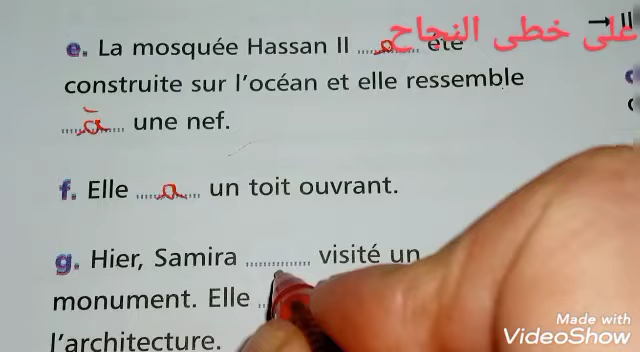 على خطى النجاح
→ Il
e. La mosquée Hassan II ...a... été
construite sur l'océan et elle ressemble
...à... une nef.
f. Elle ...a... un toit ouvrant.
g. Hier, Samira ............. visité un
monument. Elle ..
l'architecture.
Made with
VideoShow